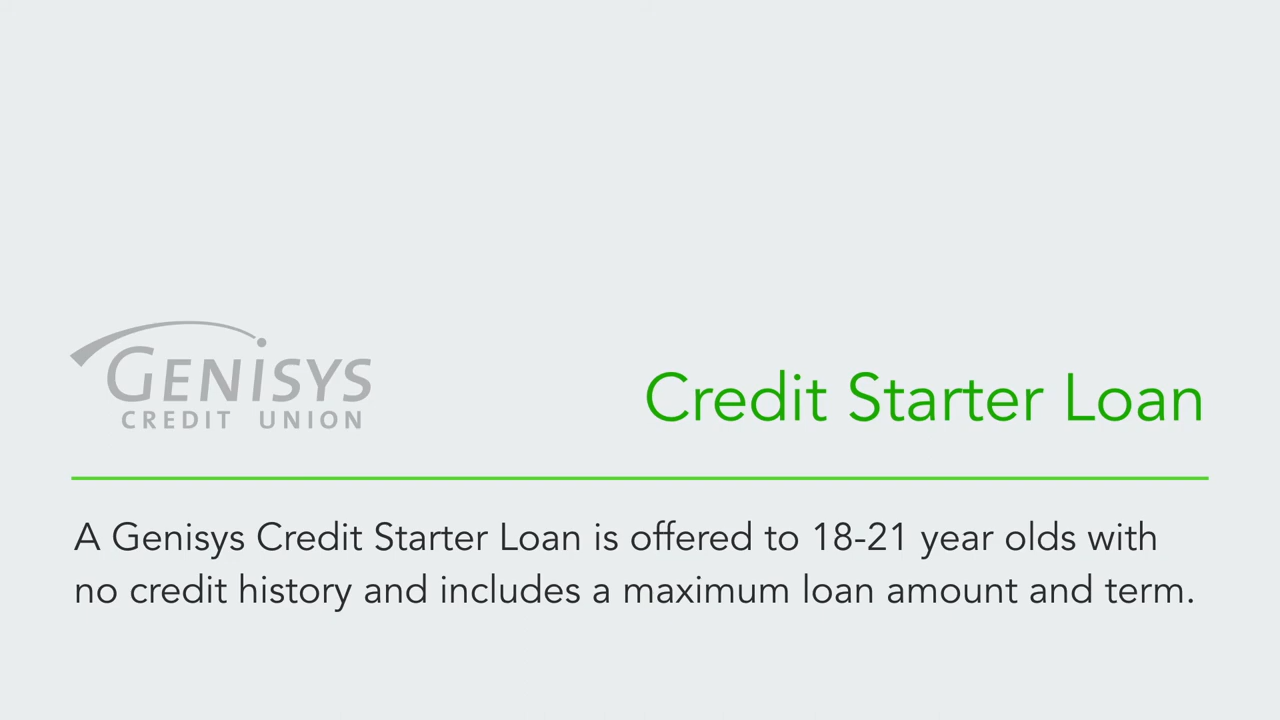 GENiSYS
CREDIT UNION
Credit Starter Loan
A Genisys Credit Starter Loan is offered to 18-21 year olds with
no credit history and includes a maximum loan amount and term.